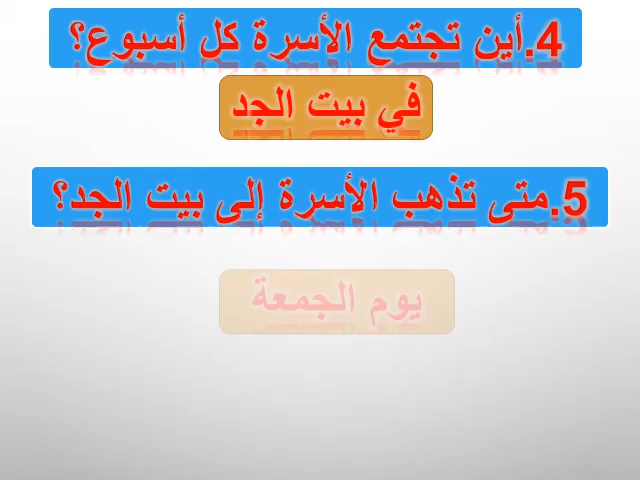 4.أين تجتمع الأسرة كل أسبوع؟
في بيت الجد
5.متى تذهب الأسرة إلى بيت الجد؟
يوم الجمعة